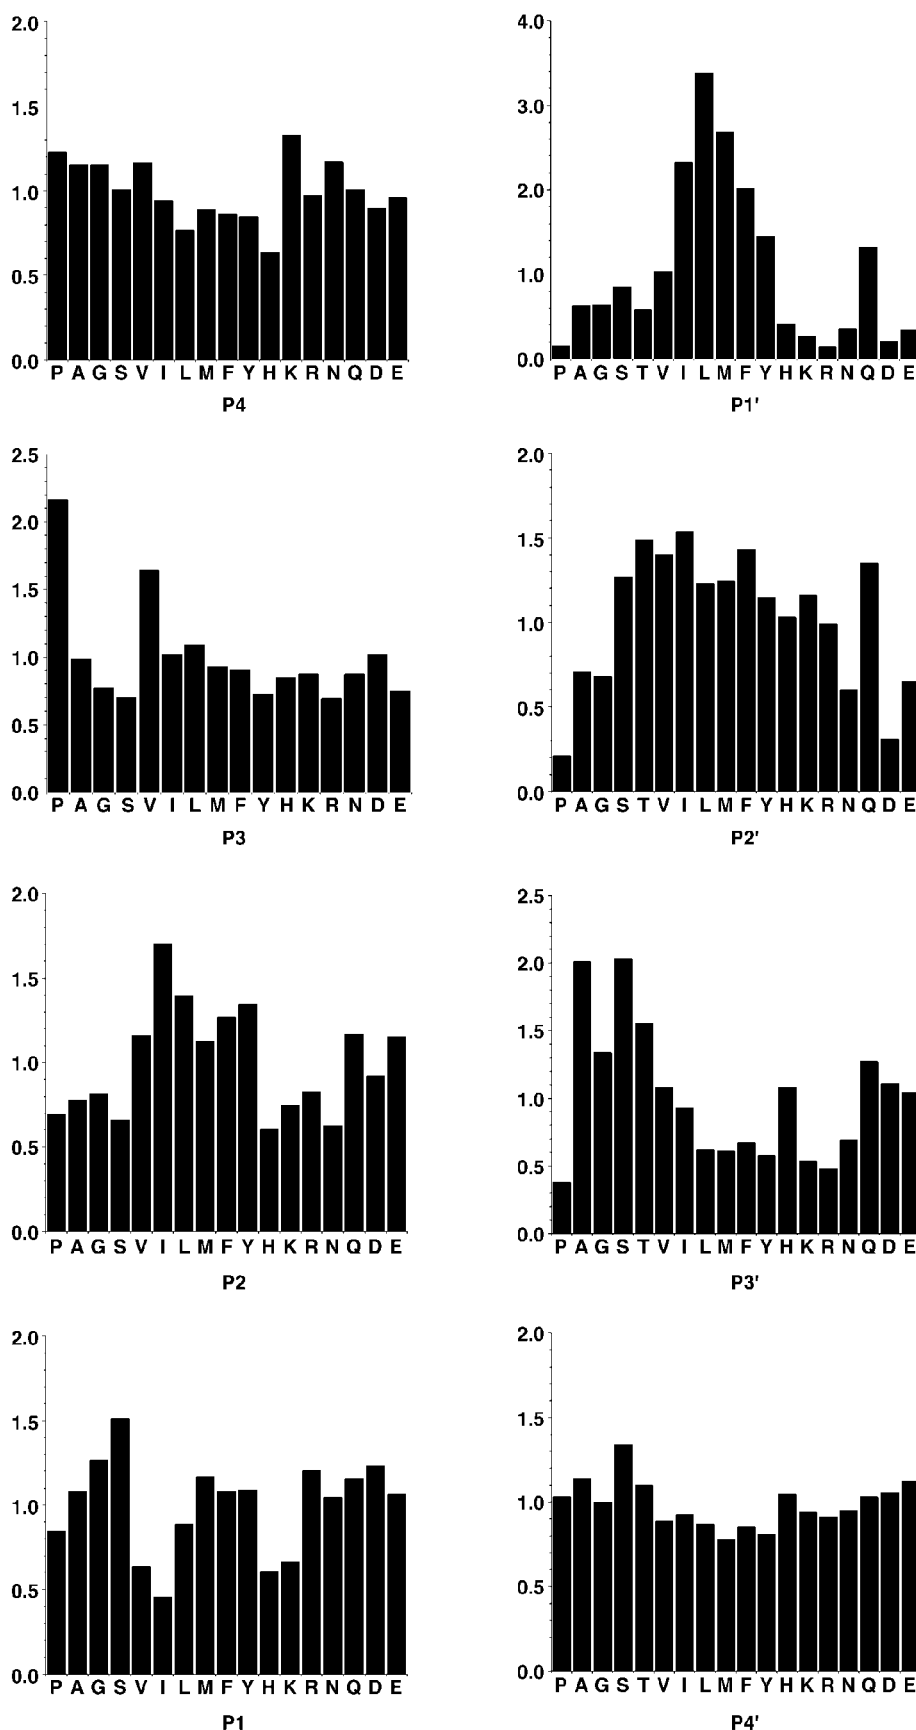 2.0
1.5
1.0
0.5
0.0
P A G S V I L M F Y H K R N Q D E
P4
4.0
3.0
2.0
1.0
0.0
P A G S T V I L M F Y H K R N Q D E
P1'
2.5
2.0
1.5
1.0
0.5
0.0
P A G S V I L M F Y H K R N D E
P3
2.0
1.5
1.0
0.5
0.0
P A G S T V I L M F Y H K R N Q D E
P2'
2.0
1.5
1.0
0.5
0.0
P A G S V I L M F Y H K R N Q D E
P2
2.5
2.0
1.5
1.0
0.5
0.0
P A G S T V I L M F Y H K R N Q D E
P3'
2.0
1.5
1.0
0.5
0.0
P A G S V I L M F Y H K R N Q D E
P1
2.0
1.5
1.0
0.5
0.0
P A G S T V I L M F Y H K R N Q D E
P4'